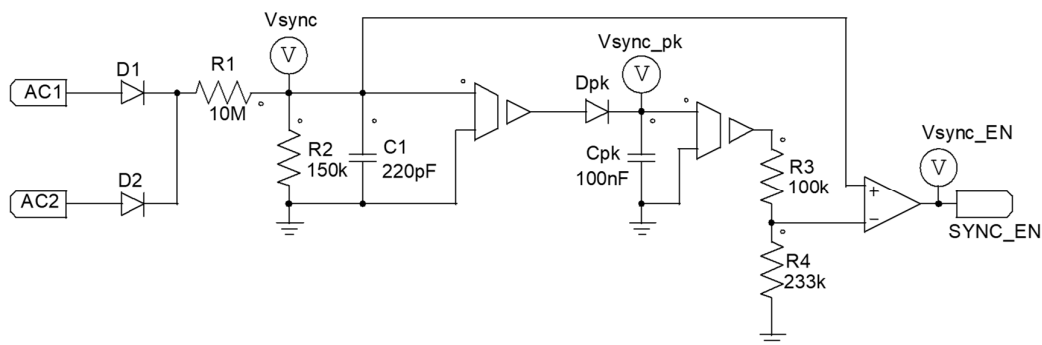 Vsync
V
Vsync_pk
V
AC1
D1
R1
10M
Dpk
Vsync_EN
V
R2
150k
C1
220pF
Cpk
100nF
R3
100k
AC2
D2
+
−
SYNC_EN
R4
233k